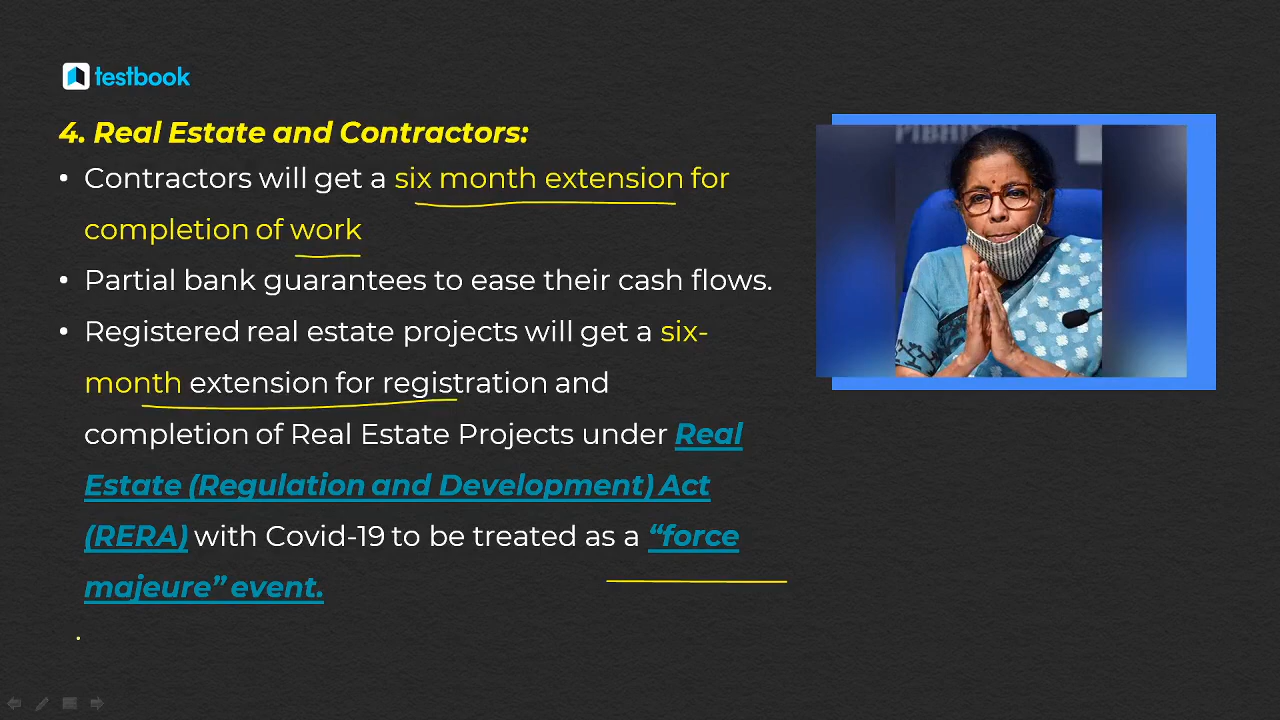 testbook
4. Real Estate and Contractors:
• Contractors will get a six month extension for
completion of work
• Partial bank guarantees to ease their cash flows.
• Registered real estate projects will get a six-
month extension for registration and
completion of Real Estate Projects under Real
Estate (Regulation and Development) Act
(RERA) with Covid-19 to be treated as a “force
majeure” event.